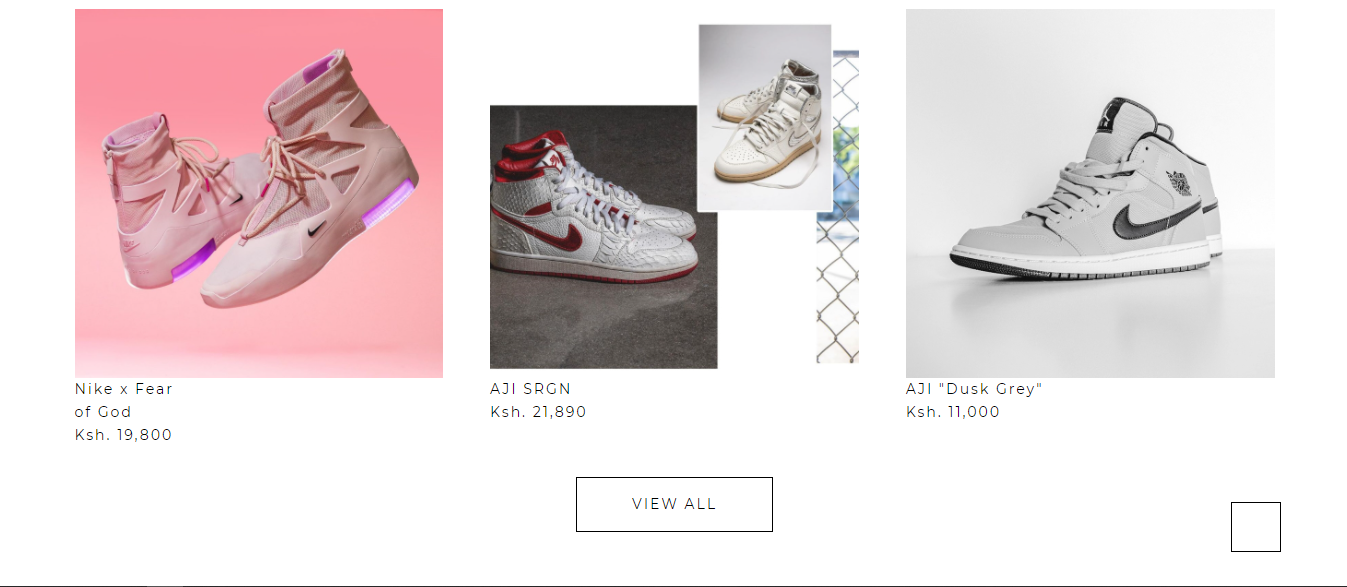 Nike x Fear
of God
Ksh. 19,800
AJI SRGN
Ksh. 21,890
AJI "Dusk Grey"
Ksh. 11,000
VIEW ALL